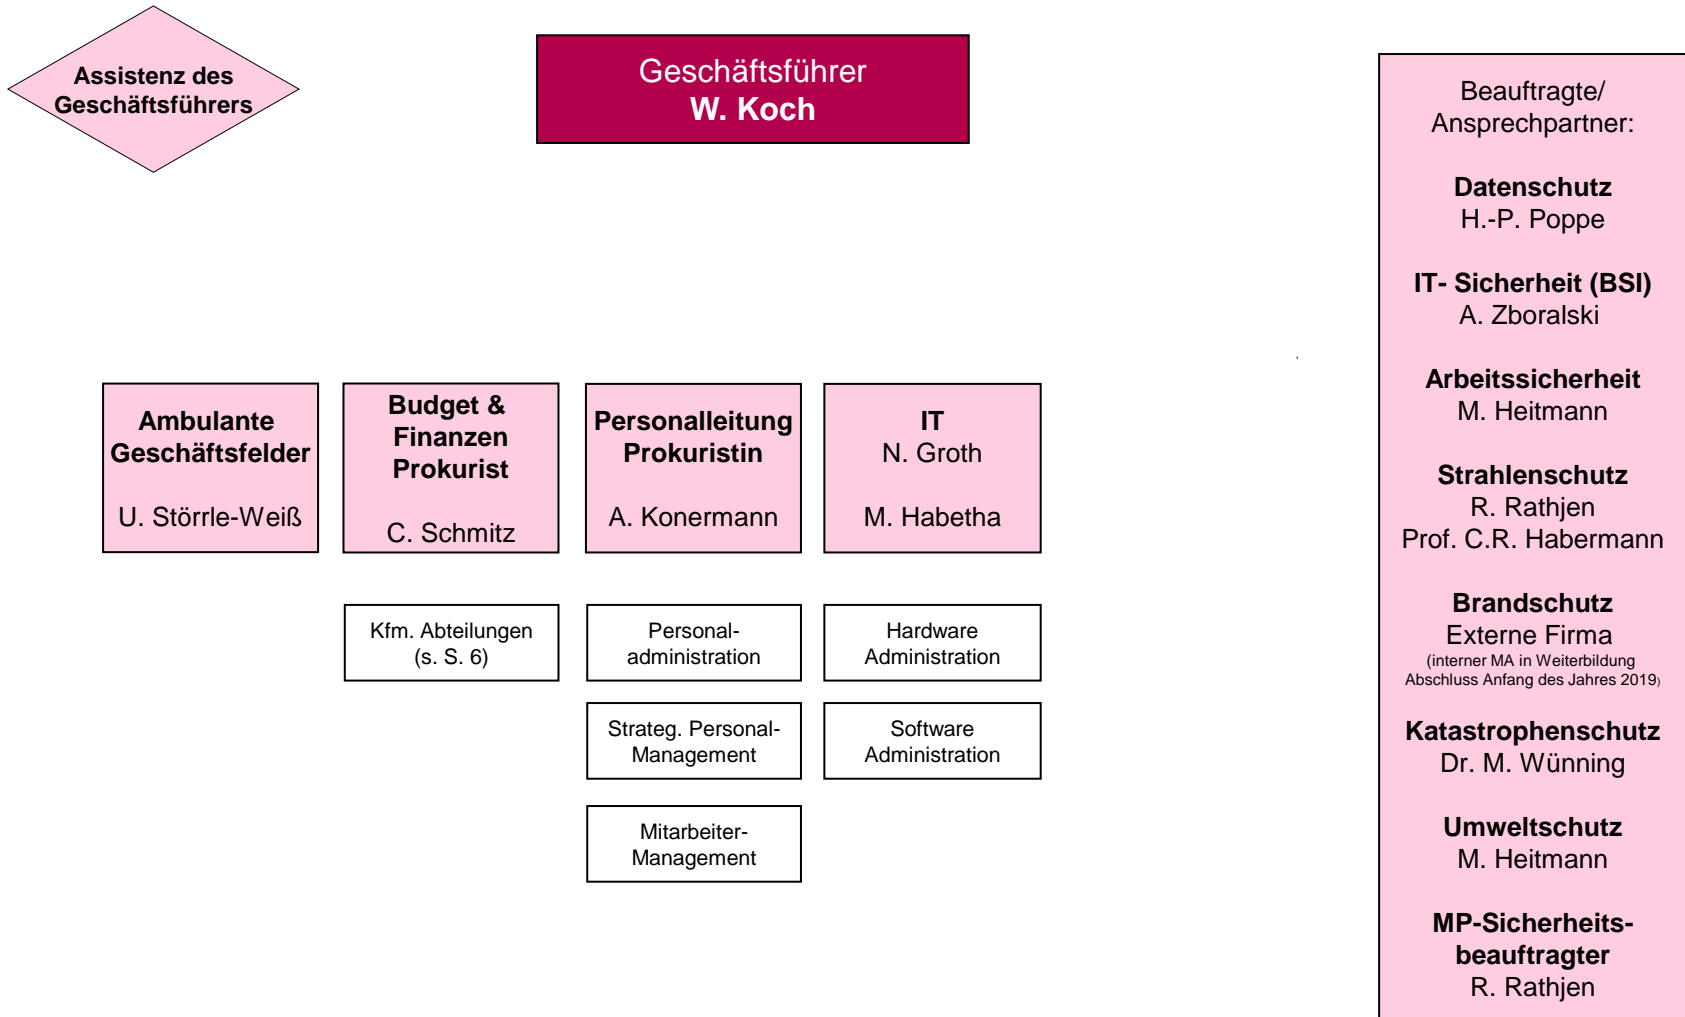 Assistenz des
Geschäftsführers
Geschäftsführer
W. Koch
Ambulante
Geschäftsfelder
U. Störrle-Weiß
Budget &
Finanzen
Prokurist
C. Schmitz
Personalleitung
Prokuristin
A. Konermann
IT
N. Groth
M. Habetha
Kfm. Abteilungen
(s. S. 6)
Personal-
administration
Hardware
Administration
Strateg. Personal-
Management
Software
Administration
Mitarbeiter-
Management
Beauftragte/
Ansprechpartner:
Datenschutz
H.-P. Poppe
IT- Sicherheit (BSI)
A. Zboralski
Arbeitssicherheit
M. Heitmann
Strahlenschutz
R. Rathjen
Prof. C.R. Habermann
Brandschutz
Externe Firma
(interner MA in Weiterbildung
Abschluss Anfang des Jahres 2019)
Katastrophenschutz
Dr. M. Wünning
Umweltschutz
M. Heitmann
MP-Sicherheits-
beauftragter
R. Rathjen